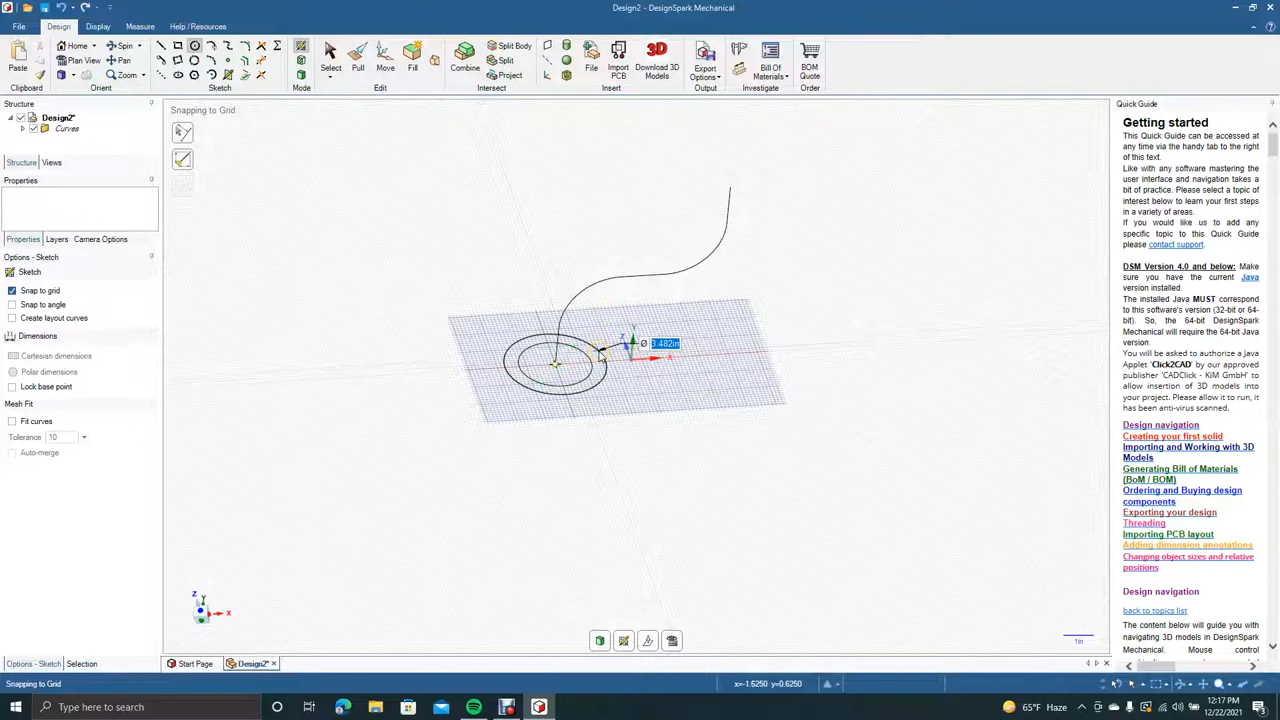 Design2* - DesignSpark Mechanical
File
Design
Display
Measure
Help / Resources
Paste
Clipboard
Home
Spin
Plan View
Pan
Zoom
Orient
Sketch
Mode
Select
Pull
Move
Fill
Edit
Combine
Split Body
Split
Project
Intersect
File
Import PCB
Download 3D Models
3D
Insert
Export Options
Output
Bill Of Materials
Investigate
BOM Quote
Order
Structure
Design2*
Curves
Structure
Views
Properties
Properties
Layers
Camera Options
Options - Sketch
Sketch
Snap to grid
Snap to angle
Create layout curves
Dimensions
Cartesian dimensions
Polar dimensions
Lock base point
Mesh Fit
Fit curves
Tolerance 10
Auto-merge
Options - Sketch
Selection
Snapping to Grid
Ø 3.482in
Z
Y
X
Z
Y
X
1in
Start Page
Design2*
Quick Guide
Getting started
This Quick Guide can be accessed at
any time via the handy tab to the right
of this text.
Like with any software mastering the
user interface and navigation takes a
bit of practice. Please select a topic of
interest below to learn your first steps
in a variety of areas.
If you would like us to add any
specific topic to this Quick Guide
please contact support.
DSM Version 4.0 and below: Make
sure you have the current Java
version installed.
The installed Java MUST correspond
to this software's version (32-bit or 64-
bit). So, the 64-bit DesignSpark
Mechanical will require the 64-bit Java
version.
You will be asked to authorize a Java
Applet 'Click2CAD' by our approved
publisher "CADClick - KiM GmbH" to
allow insertion of 3D models into
your project. Please allow it to run, it
has been anti-virus scanned.
Design navigation
Creating your first solid
Importing and Working with 3D
Models
Generating Bill of Materials
(BoM / BOM)
Ordering and Buying design
components
Exporting your design
Threading
Importing PCB layout
Adding dimension annotations
Changing object sizes and relative
positions
Design navigation
back to topics list
The content below will guide you with
navigating 3D models in DesignSpark
Mechanical. Mouse control
Snapping to Grid
x=-1.6250 y=0.6250
Type here to search
65°F Haze
12:17 PM
12/22/2021
3